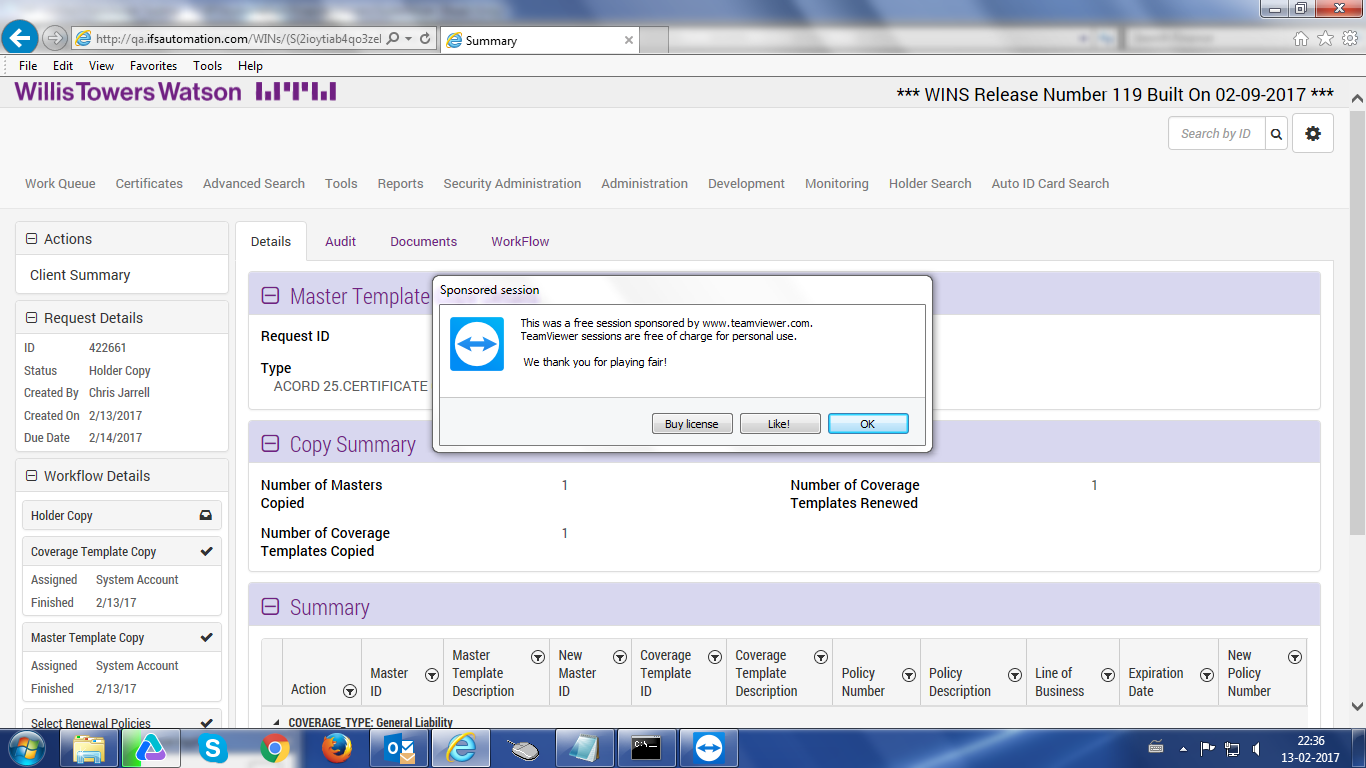 http://qa.ifsautomation.com/WINs/(S(2ioytiab4qo3zel
Summary
File Edit View Favorites Tools Help
WillisTowersWatson
*** WINS Release Number 119 Built On 02-09-2017 ***
Search by ID
Work Queue Certificates Advanced Search Tools Reports Security Administration Administration Development Monitoring Holder Search Auto ID Card Search
Actions
Client Summary
Request Details
ID 422661
Status Holder Copy
Created By Chris Jarrell
Created On 2/13/2017
Due Date 2/14/2017
Workflow Details
Holder Copy
Coverage Template Copy
Assigned System Account
Finished 2/13/17
Master Template Copy
Assigned System Account
Finished 2/13/17
Select Renewal Policies
Details Audit Documents WorkFlow
Master Template
Request ID
Type
ACORD 25.CERTIFICATE
Sponsored session
This was a free session sponsored by www.teamviewer.com.
TeamViewer sessions are free of charge for personal use.
We thank you for playing fair!
Buy license Like! OK
Copy Summary
Number of Masters
Copied
1
Number of Coverage
Templates Renewed
1
Number of Coverage
Templates Copied
1
Summary
Action
Master
ID
Master
Template
Description
New
Master
ID
Coverage
Template
ID
Coverage
Template
Description
Policy
Number
Policy
Description
Line of
Business
Expiration
Date
New
Policy
Number
COVERAGE_TYPE: General Liability
22:36
13-02-2017